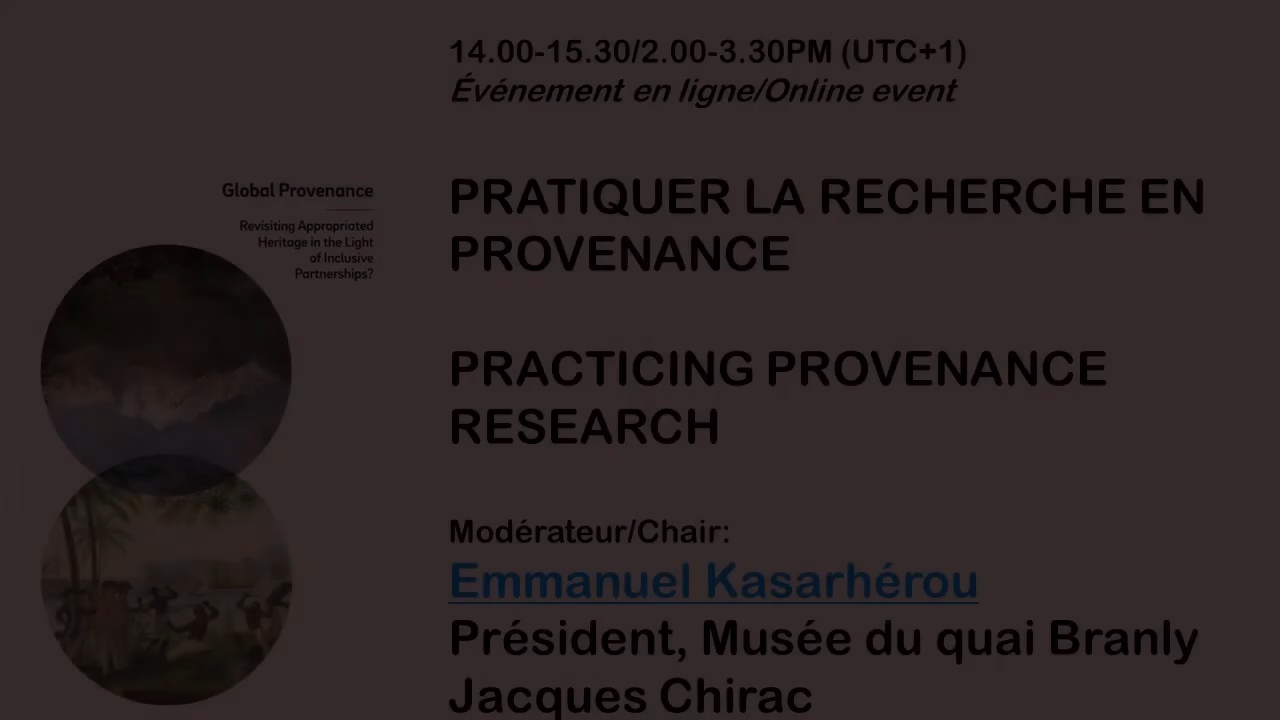 14.00-15.30/2.00-3.30PM (UTC+1)
Événement en ligne/Online event
Global Provenance
Revisiting Appropriated
Heritage in the Light
of Inclusive
Partnerships?
PRATIQUER LA RECHERCHE EN
PROVENANCE
PRACTICING PROVENANCE
RESEARCH
Modérateur/Chair:
Emmanuel Kasarhérou
Président, Musée du quai Branly
Jacques Chirac